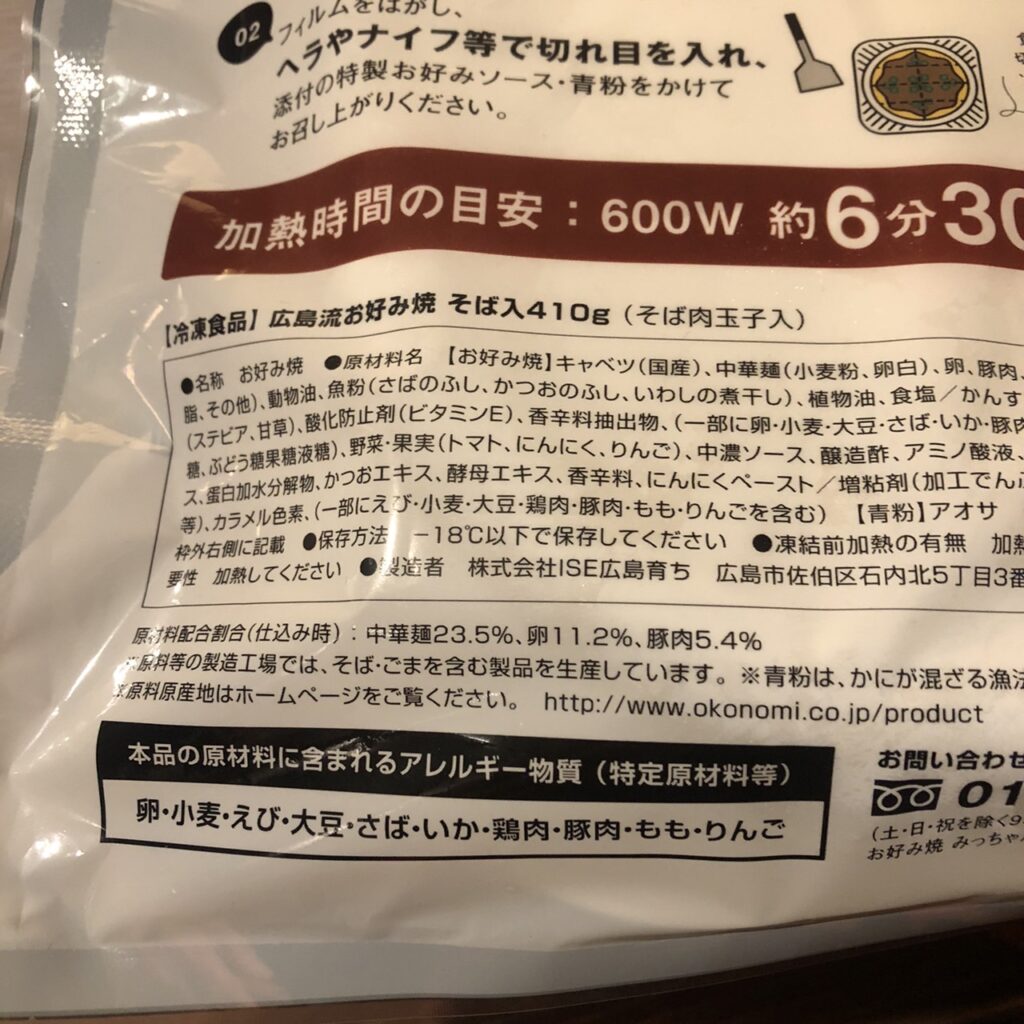 02
フィルムをはがし、
ヘラやナイフ等で切れ目を入れ、
添付の特製お好みソース・青粉をかけて
お召し上がりください。
加熱時間の目安：600W 約6分30
【冷凍食品】広島流お好み焼 そば入410g（そば肉玉子入）
●名称 お好み焼 ●原材料名 【お好み焼】キャベツ(国産)、中華麺(小麦粉、卵白)、卵、豚肉、
脂、その他)、動物油、魚粉(さばのふし、かつおのふし、いわしの煮干し)、植物油、食塩／かんす
(ステビア、甘草)、酸化防止剤(ビタミンE)、香辛料抽出物、(一部に卵・小麦・大豆・さば・いか・豚肉
糖、ぶどう糖果糖液糖)、野菜・果実(トマト、にんにく、りんご)、中濃ソース、醸造酢、アミノ酸液、
ス、蛋白加水分解物、かつおエキス、酵母エキス、香辛料、にんにくペースト／増粘剤(加工でん
等)、カラメル色素、(一部にえび・小麦・大豆・鶏肉・豚肉・もも・りんごを含む) 【青粉】アオサ
枠外右側に記載 ●保存方法 －18℃以下で保存してください ●凍結前加熱の有無 加熱
要性 加熱してください ●製造者 株式会社ISE広島育ち 広島市佐伯区石内北5丁目3番
原材料配合割合(仕込み時)：中華麺23.5%、卵11.2%、豚肉5.4%
※原料等の製造工場では、そば・ごまを含む製品を生産しています。※青粉は、かにが混ざる漁法
※原料原産地はホームページをご覧ください。 http://www.okonomi.co.jp/product
本品の原材料に含まれるアレルギー物質（特定原材料等）
卵・小麦・えび・大豆・さば・いか・鶏肉・豚肉・もも・りんご
お問い合わせ
01
(土・日・祝を除く9
お好み焼 みっちゃ